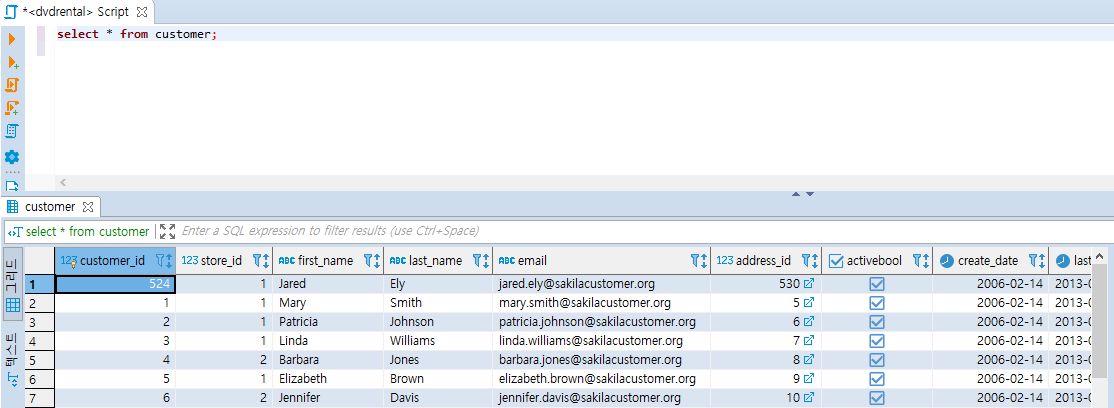 *<dvdrental> Script
select * from customer;
customer
select * from customer Enter a SQL expression to filter results (use Ctrl+Space)
그리드
텍스트
123 customer_id 123 store_id ABC first_name ABC last_name ABC email 123 address_id activebool create_date last
1 524 1 Jared Ely jared.ely@sakilacustomer.org 530 2006-02-14 2013-0
2 1 1 Mary Smith mary.smith@sakilacustomer.org 5 2006-02-14 2013-0
3 2 1 Patricia Johnson patricia.johnson@sakilacustomer.org 6 2006-02-14 2013-0
4 3 1 Linda Williams linda.williams@sakilacustomer.org 7 2006-02-14 2013-0
5 4 2 Barbara Jones barbara.jones@sakilacustomer.org 8 2006-02-14 2013-0
6 5 1 Elizabeth Brown elizabeth.brown@sakilacustomer.org 9 2006-02-14 2013-0
7 6 2 Jennifer Davis jennifer.davis@sakilacustomer.org 10 2006-02-14 2013-0